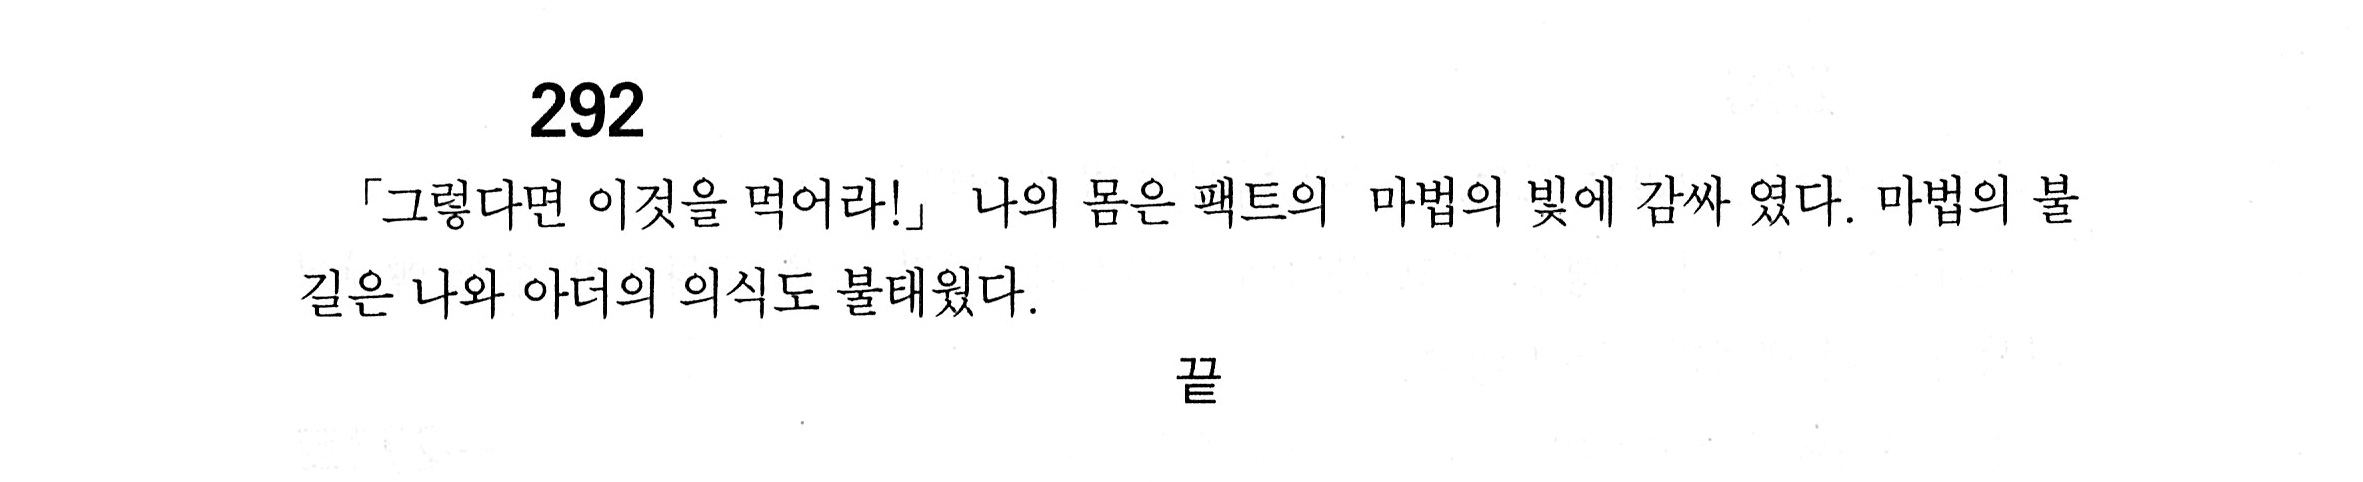 292
「그렇다면 이것을 먹어라!」 나의 몸은 팩트의 마법의 빛에 감싸 였다. 마법의 불
길은 나와 아더의 의식도 불태웠다.
끝